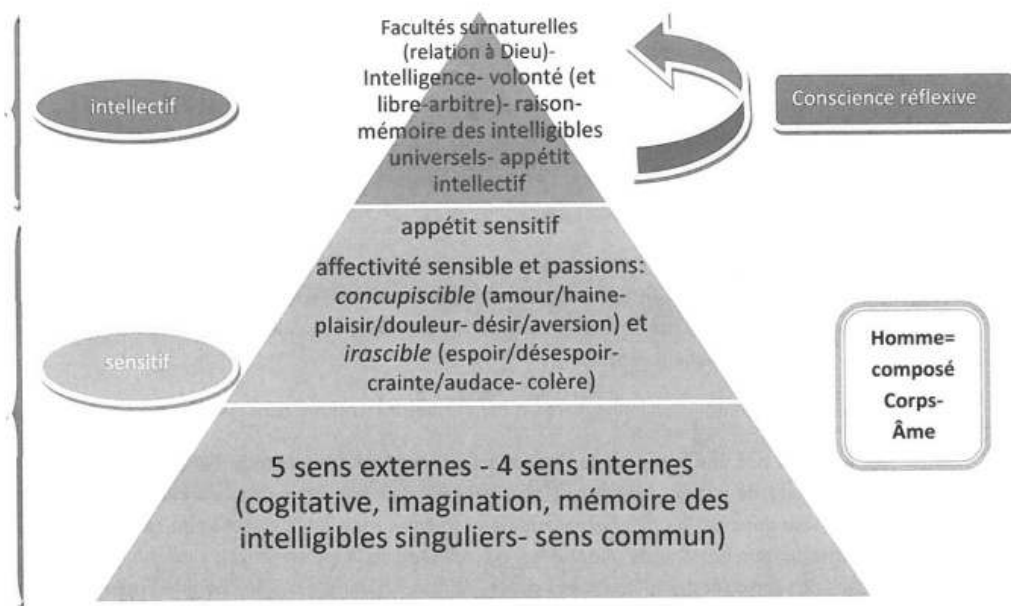 Facultés surnaturelles
(relation à Dieu)-
Intelligence- volonté (et
libre-arbitre)- raison-
mémoire des intelligibles
universels- appétit
intellectif
intellectif
Conscience réflexive
appétit sensitif
affectivité sensible et passions:
concupiscible (amour/haine-
plaisir/douleur- désir/aversion) et
irascible (espoir/désespoir-
crainte/audace- colère)
sensitif
Homme=
composé
Corps-
Âme
5 sens externes - 4 sens internes
(cogitative, imagination, mémoire des
intelligibles singuliers- sens commun)